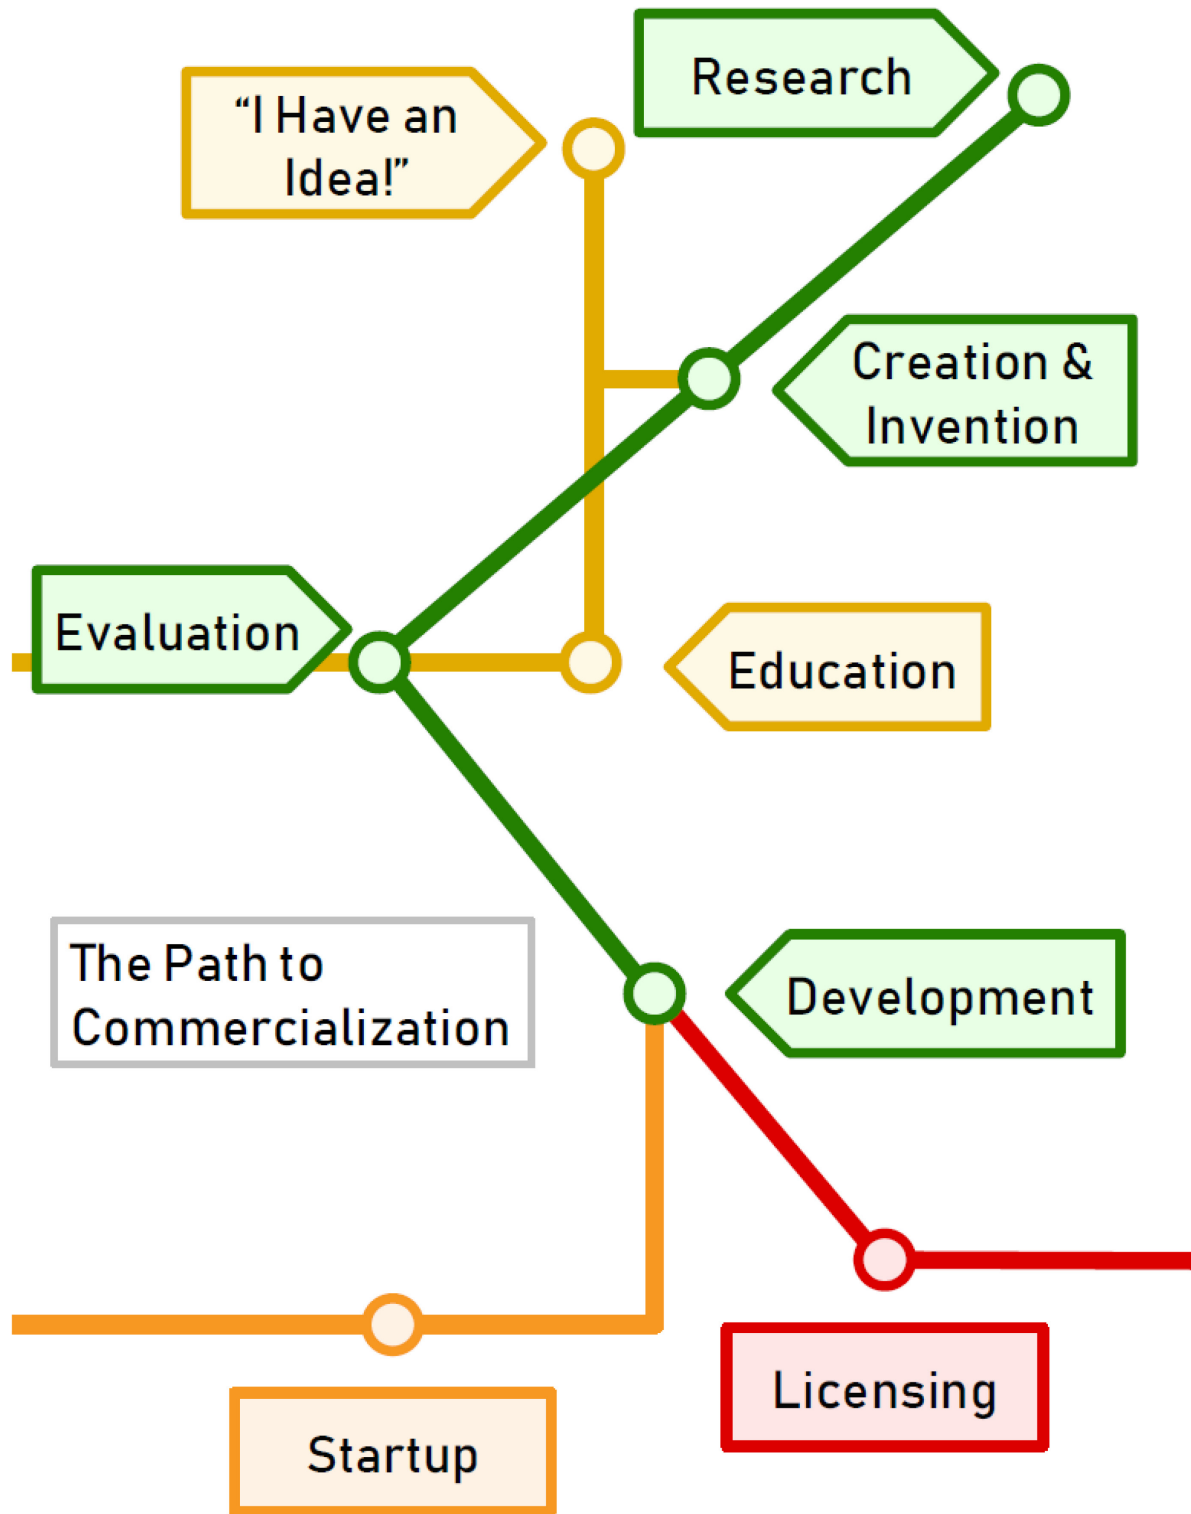 Research
“I Have an
Idea!”
Creation &
Invention
Evaluation
Education
The Path to
Commercialization
Development
Licensing
Startup